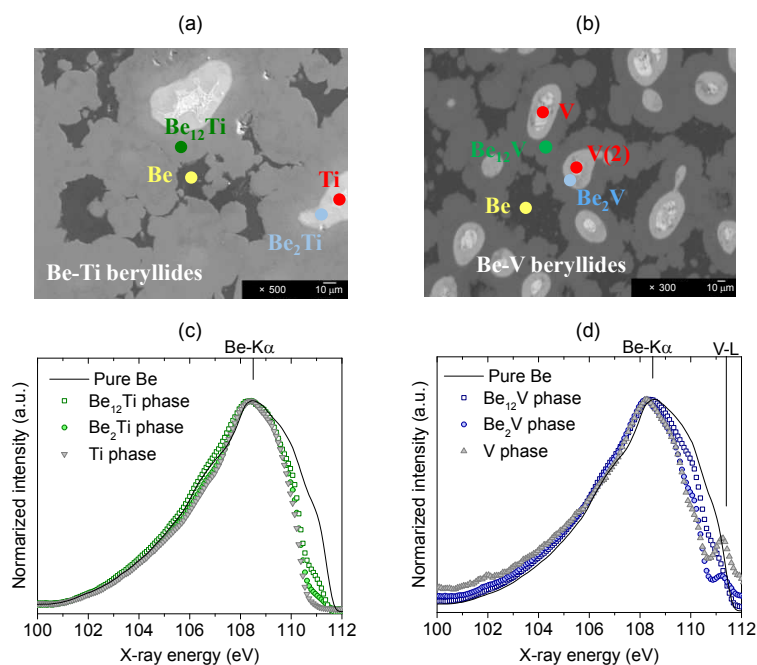 (a)
Be₁₂Ti
Be
Ti
Be₂Ti
Be-Ti beryllides
× 500 10 μm
(b)
V
Be₁₂V
V(2)
Be
Be₂V
Be-V beryllides
× 300 10 μm
(c)
Be-Kα
Pure Be
Be₁₂Ti phase
Be₂Ti phase
Ti phase
Normarized intensity (a.u.)
100 102 104 106 108 110 112
X-ray energy (eV)
(d)
Be-Kα
V-L
Pure Be
Be₁₂V phase
Be₂V phase
V phase
Normarized intensity (a.u.)
100 102 104 106 108 110 112
X-ray energy (eV)